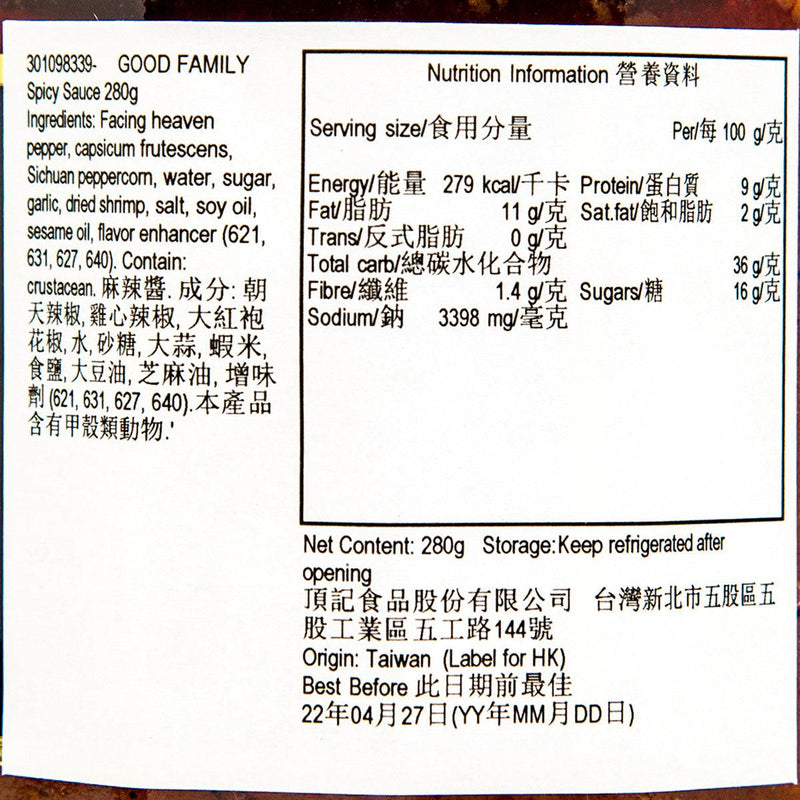 301098339- GOOD FAMILY
Spicy Sauce 280g
Ingredients: Facing heaven
pepper, capsicum frutescens,
Sichuan peppercorn, water, sugar,
garlic, dried shrimp, salt, soy oil,
sesame oil, flavor enhancer (621,
631, 627, 640). Contain:
crustacean. 麻辣醬. 成分: 朝
天辣椒, 雞心辣椒, 大紅袍
花椒, 水, 砂糖, 大蒜, 蝦米,
食鹽, 大豆油, 芝麻油, 增味
劑 (621, 631, 627, 640). 本產品
含有甲殼類動物.'
Nutrition Information 營養資料
Serving size/食用分量 Per/每 100 g/克
Energy/能量 279 kcal/千卡 Protein/蛋白質 9 g/克
Fat/脂肪 11 g/克 Sat.fat/飽和脂肪 2 g/克
Trans/反式脂肪 0 g/克
Total carb/總碳水化合物 36 g/克
Fibre/纖維 1.4 g/克 Sugars/糖 16 g/克
Sodium/鈉 3398 mg/毫克
Net Content: 280g Storage:Keep refrigerated after
opening
頂記食品股份有限公司 台灣新北市五股區五
股工業區五工路144號
Origin: Taiwan (Label for HK)
Best Before 此日期前最佳
22年04月27日(YY年MM月DD日)